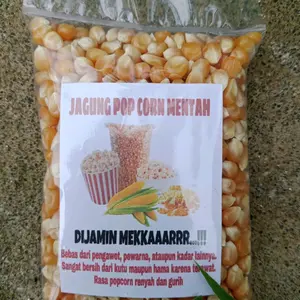 JAGUNG POP CORN MENYAH
DIJAMIN MEKKAAARRR...!!!
Bebas dari pengawet, pewarna, ataupun kadar lainnya.
Sangat bersih dari kutu maupun hama karena terawat.
Rasa popcorn renyah dan gurih